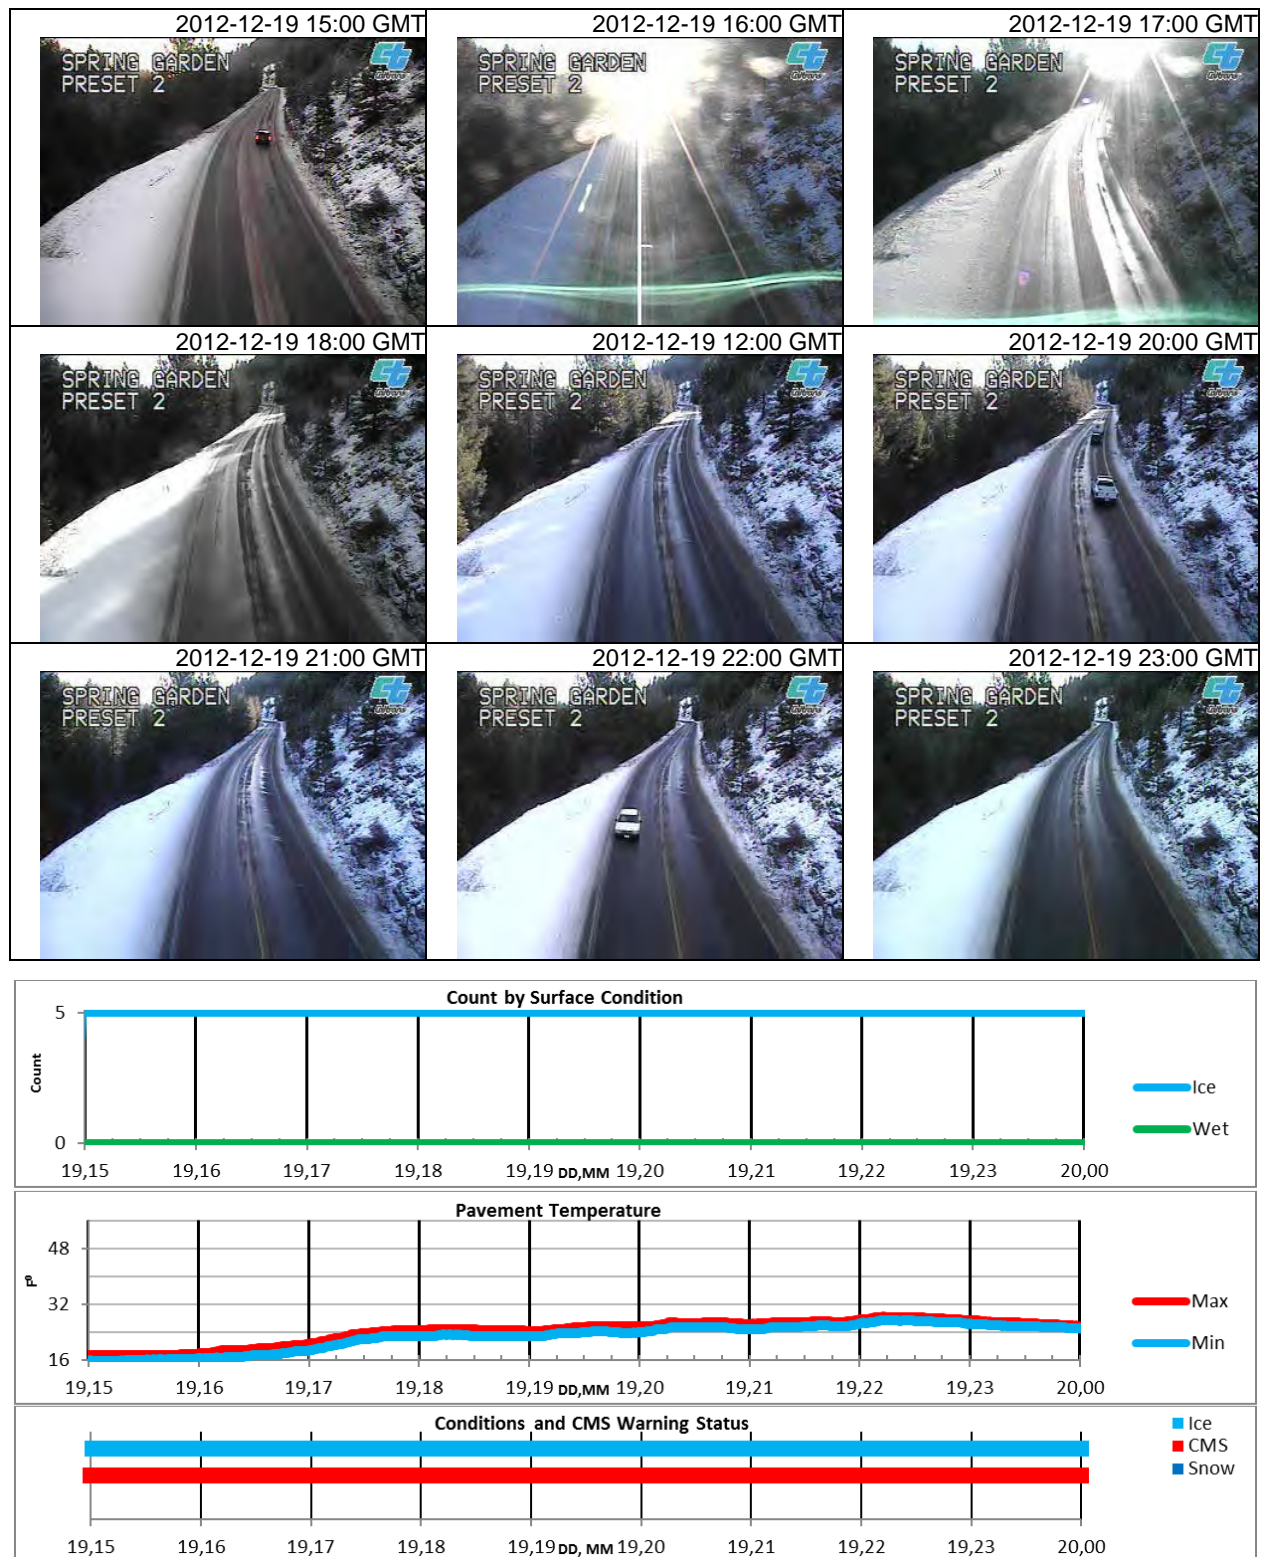 2012-12-19 15:00 GMT
2012-12-19 16:00 GMT
2012-12-19 17:00 GMT
SPRING GARDEN
PRESET 2
SPRING GARDEN
PRESET 2
SPRING GARDEN
PRESET 2
2012-12-19 18:00 GMT
2012-12-19 12:00 GMT
2012-12-19 20:00 GMT
SPRING GARDEN
PRESET 2
SPRING GARDEN
PRESET 2
SPRING GARDEN
PRESET 2
2012-12-19 21:00 GMT
2012-12-19 22:00 GMT
2012-12-19 23:00 GMT
SPRING GARDEN
PRESET 2
SPRING GARDEN
PRESET 2
SPRING GARDEN
PRESET 2
Count by Surface Condition
5
Count
0
Ice
Wet
19,15 19,16 19,17 19,18 19,19 DD,MM 19,20 19,21 19,22 19,23 20,00
Pavement Temperature
48
Fº
32
16
Max
Min
19,15 19,16 19,17 19,18 19,19 DD,MM 19,20 19,21 19,22 19,23 20,00
Conditions and CMS Warning Status
Ice
CMS
Snow
19,15 19,16 19,17 19,18 19,19 DD, MM 19,20 19,21 19,22 19,23 20,00